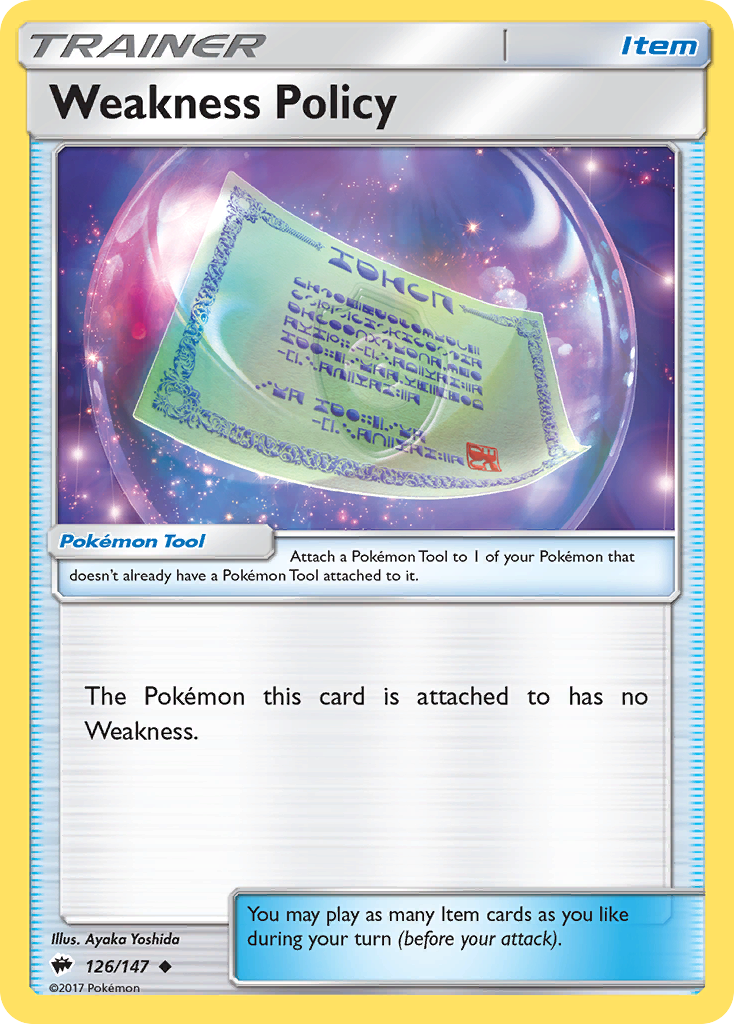 TRAINER
Item
Weakness Policy
Pokémon Tool
Attach a Pokémon Tool to 1 of your Pokémon that
doesn't already have a Pokémon Tool attached to it.
The Pokémon this card is attached to has no
Weakness.
You may play as many Item cards as you like
during your turn (before your attack).
Illus. Ayaka Yoshida
126/147
©2017 Pokémon